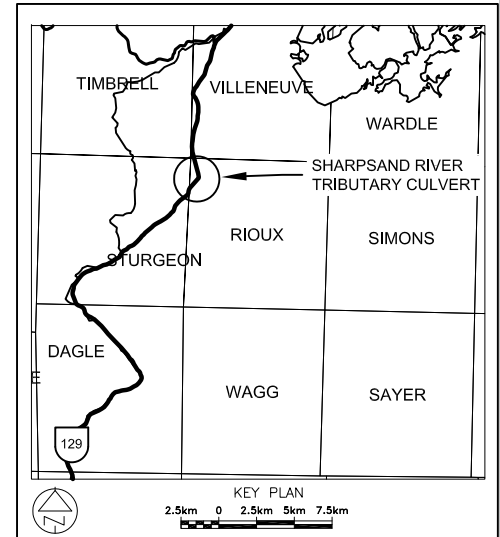 TIMBRELL
VILLENEUVE
WARDLE
SHARPSAND RIVER
TRIBUTARY CULVERT
RIOUX
SIMONS
STURGEON
DAGLE
E
WAGG
SAYER
129
N
KEY PLAN
2.5km 0 2.5km 5km 7.5km